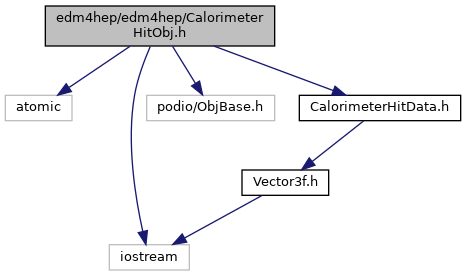 edm4hep/edm4hep/Calorimeter
HitObj.h
atomic
podio/ObjBase.h
CalorimeterHitData.h
Vector3f.h
iostream